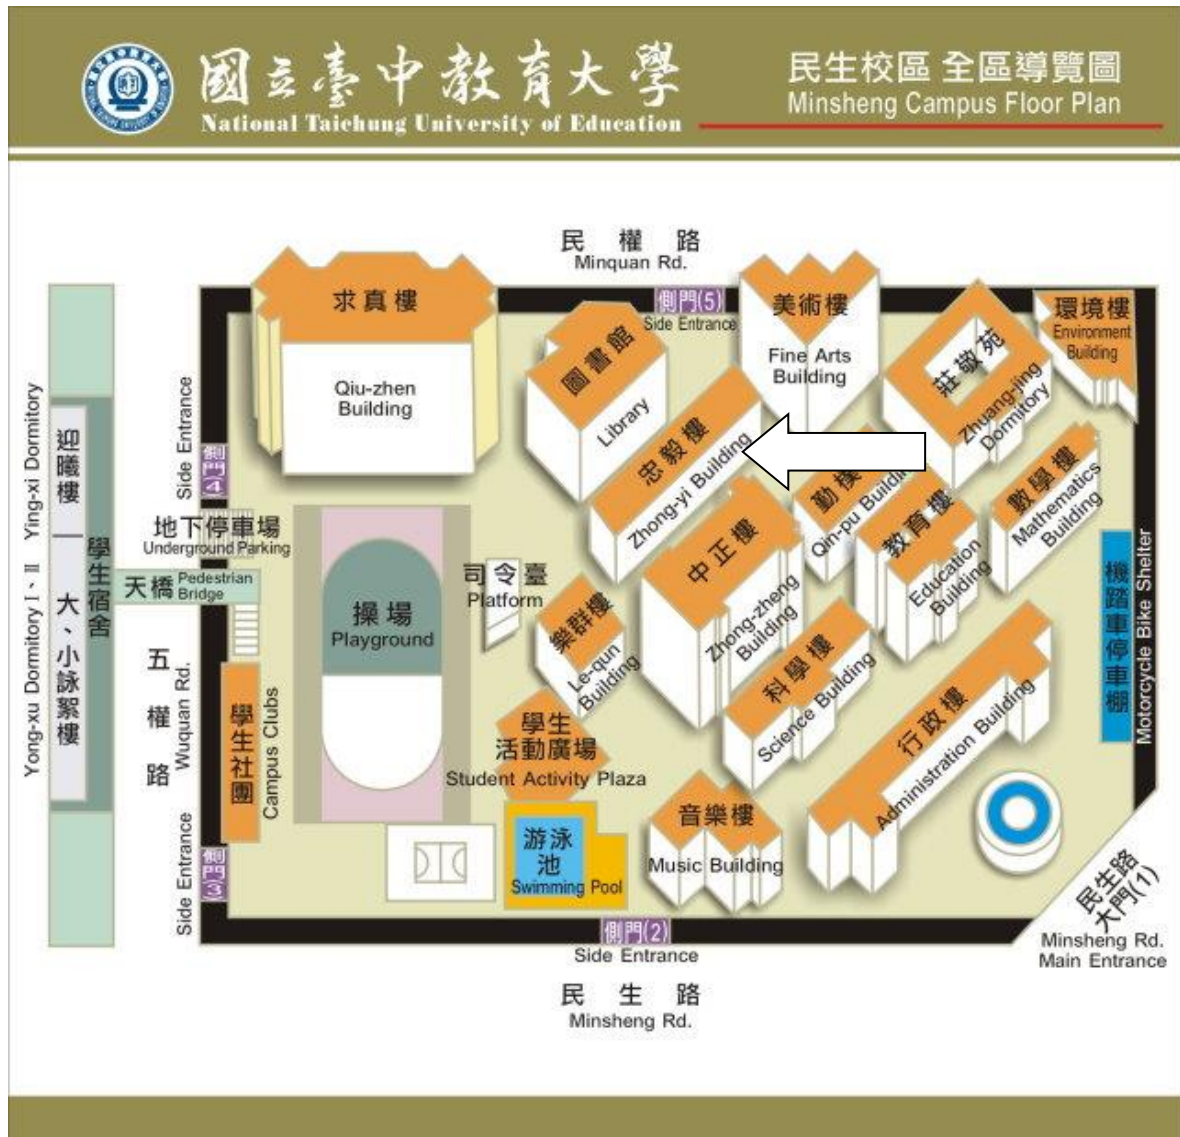 國立臺中教育大學
National Taichung University of Education
民生校區 全區導覽圖
Minsheng Campus Floor Plan
民權路
Minquan Rd.
求真樓
Qiu-zhen
Building
圖書館
Library
側門(5)
Side Entrance
美術樓
Fine Arts
Building
莊敬苑
Zhuang-jing
Dormitory
環境樓
Environment
Building
忠毅樓
Zhong-yi Building
勤樸
Qin-pu Building
教育樓
Education
Building
數學樓
Mathematics
Building
中正樓
Zhong-zheng
Building
Side Entrance
側門(4)
地下停車場
Underground Parking
天橋
Pedestrian
Bridge
迎曦樓
Ying-xi Dormitory
學生宿舍
大、小詠絮樓
Yong-xu Dormitory I、II
五權路
Wuquan Rd.
操場
Playground
司令臺
Platform
樂群樓
Le-qun
Building
科學樓
Science Building
行政樓
Administration Building
機踏車停車棚
Motorcycle Bike Shelter
學生社團
Campus Clubs
學生
活動廣場
Student Activity Plaza
游泳
池
Swimming Pool
音樂樓
Music Building
Side Entrance
側門(3)
側門(2)
Side Entrance
民生路
大門(1)
Minsheng Rd.
Main Entrance
民生路
Minsheng Rd.